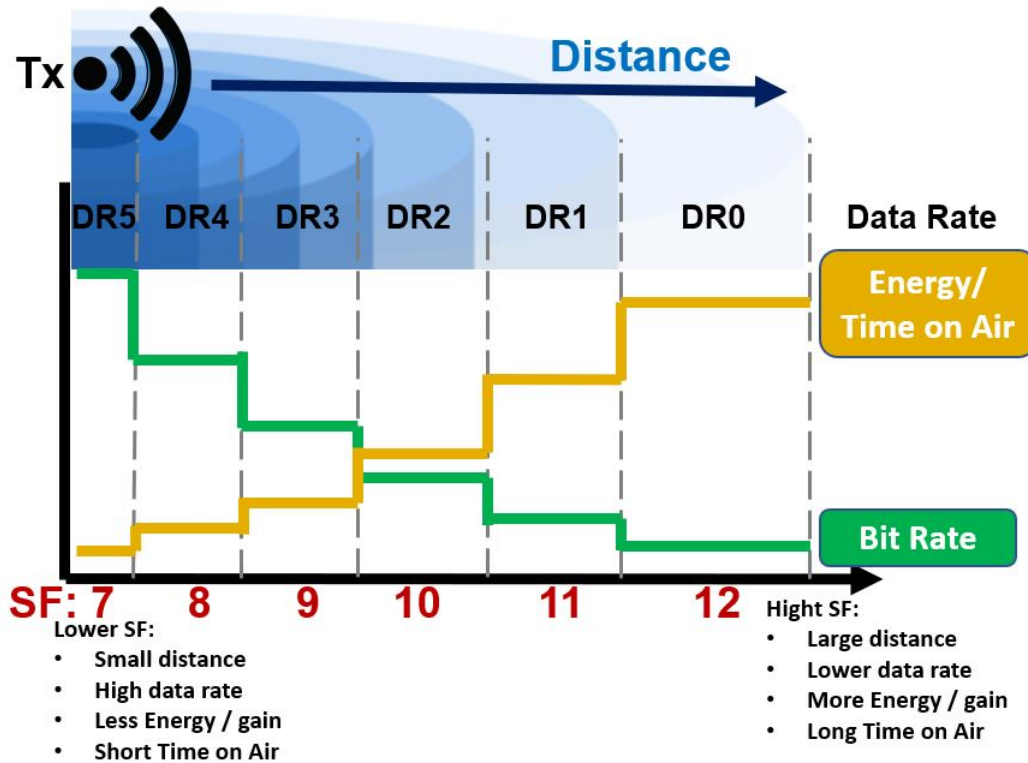 Tx
Distance
DR5 DR4 DR3 DR2 DR1 DR0 Data Rate
Energy/
Time on Air
Bit Rate
SF: 7 8 9 10 11 12
Lower SF:
• Small distance
• High data rate
• Less Energy / gain
• Short Time on Air
Hight SF:
• Large distance
• Lower data rate
• More Energy / gain
• Long Time on Air